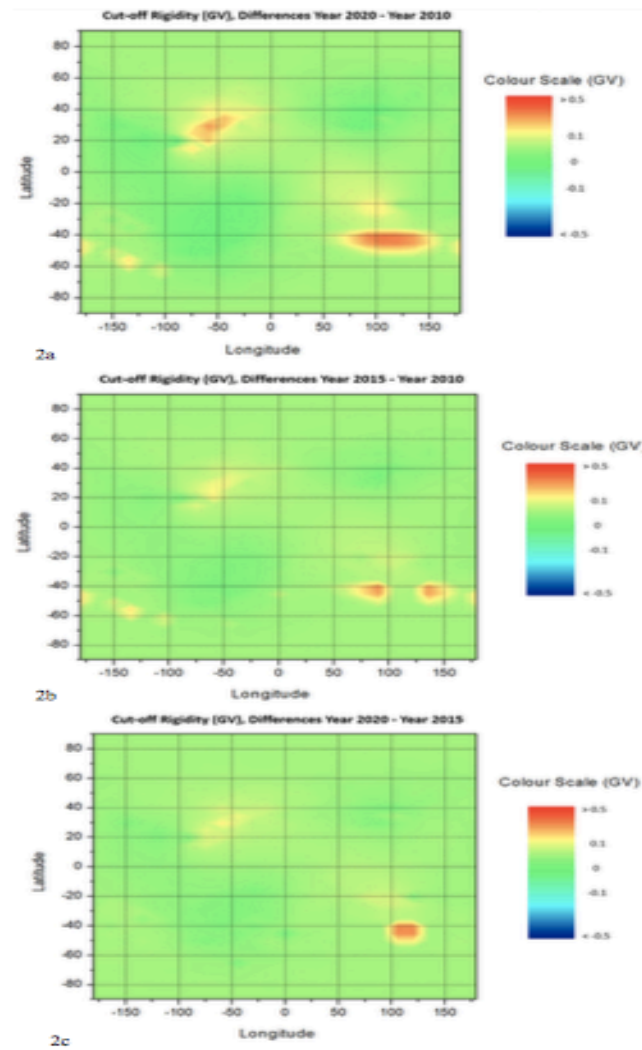 Cut-off Rigidity (GV), Differences Year 2020 - Year 2010
Colour Scale (GV)
> 0.5
0.1
0
-0.1
< -0.5
Latitude
80
60
40
20
0
-20
-40
-60
-80
-150 -100 -50 0 50 100 150
Longitude
2a
Cut-off Rigidity (GV), Differences Year 2015 - Year 2010
Colour Scale (GV
> 0.5
0.1
0
-0.1
< -0.5
Latitude
80
60
40
20
0
-20
-40
-60
-80
-150 -100 -50 0 50 100 150
Longitude
2b
Cut-off Rigidity (GV), Differences Year 2020 - Year 2015
Colour Scale (GV)
> 0.5
0.1
0
-0.1
< -0.5
Latitude
80
60
40
20
0
-20
-40
-60
-80
-150 -100 -50 0 50 100 150
Longitude
2c